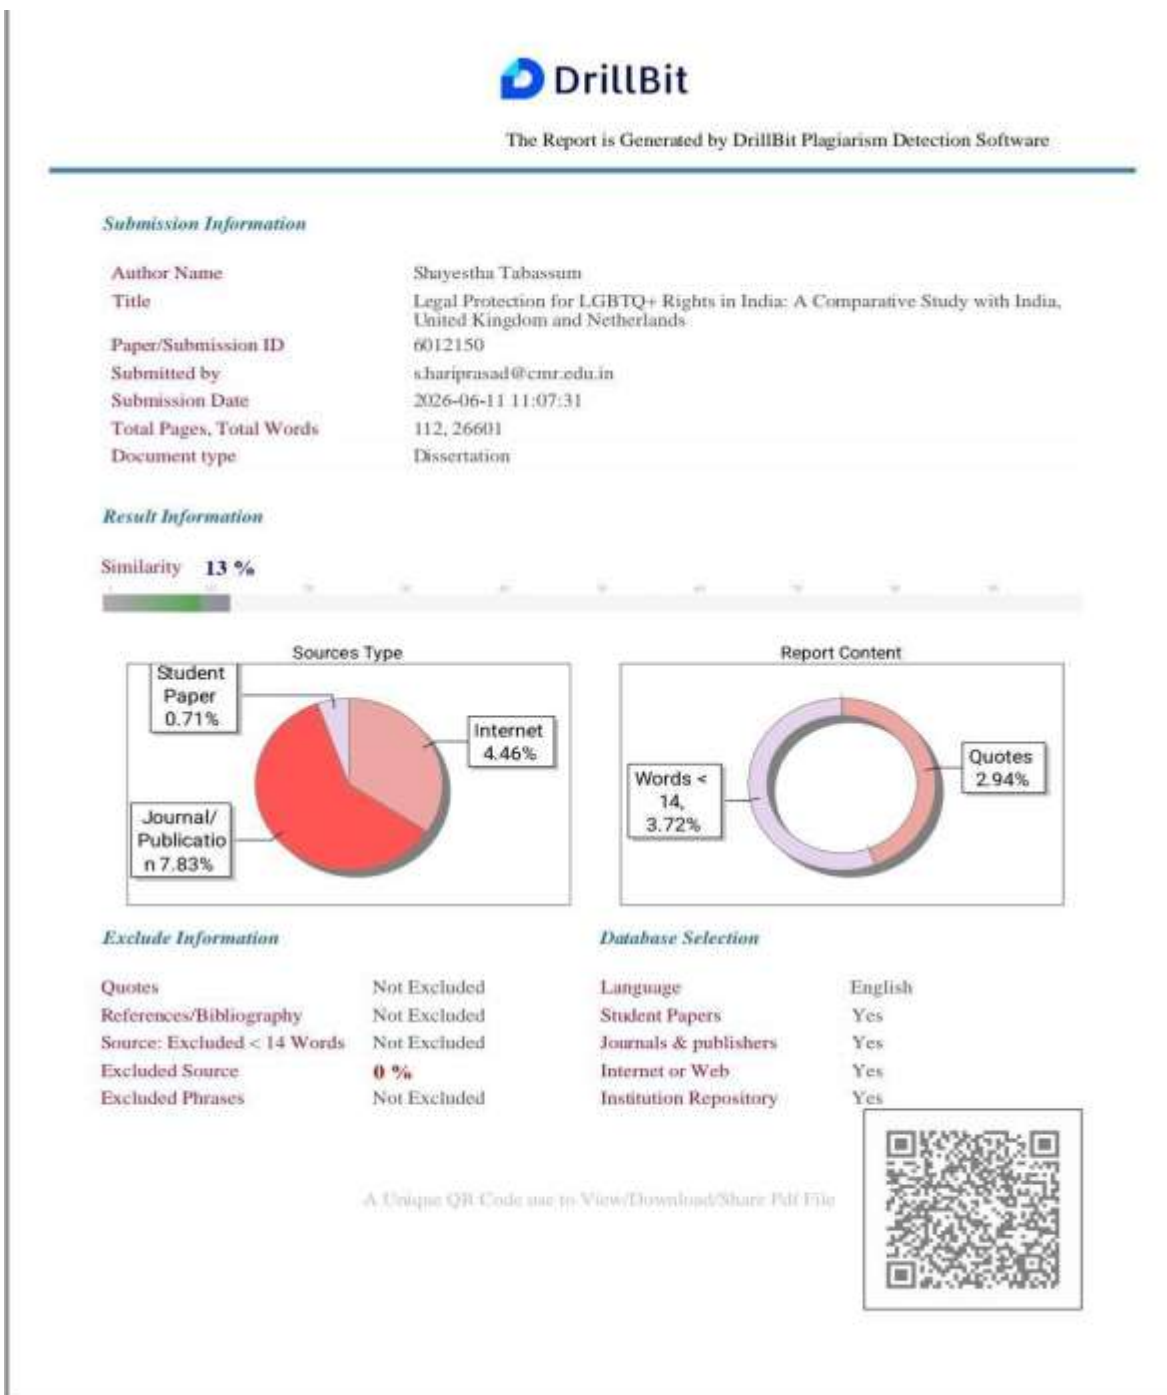 DrillBit
The Report is Generated by DrillBit Plagiarism Detection Software
Submission Information
Author Name Shayestha Tabassum
Title Legal Protection for LGBTQ+ Rights in India: A Comparative Study with India,
United Kingdom and Netherlands
Paper/Submission ID 6012150
Submitted by s.hariprasad@cmr.edu.in
Submission Date 2026-06-11 11:07:31
Total Pages, Total Words 112, 26601
Document type Dissertation
Result Information
Similarity 13 %
Sources Type
Student
Paper
0.71%
Internet
4.46%
Journal/
Publicatio
n 7.83%
Report Content
Quotes
2.94%
Words <
14,
3.72%
Exclude Information
Quotes Not Excluded
References/Bibliography Not Excluded
Source: Excluded < 14 Words Not Excluded
Excluded Source 0 %
Excluded Phrases Not Excluded
Database Selection
Language English
Student Papers Yes
Journals & publishers Yes
Internet or Web Yes
Institution Repository Yes
A Unique QR Code use to View/Download/Share Pdf File